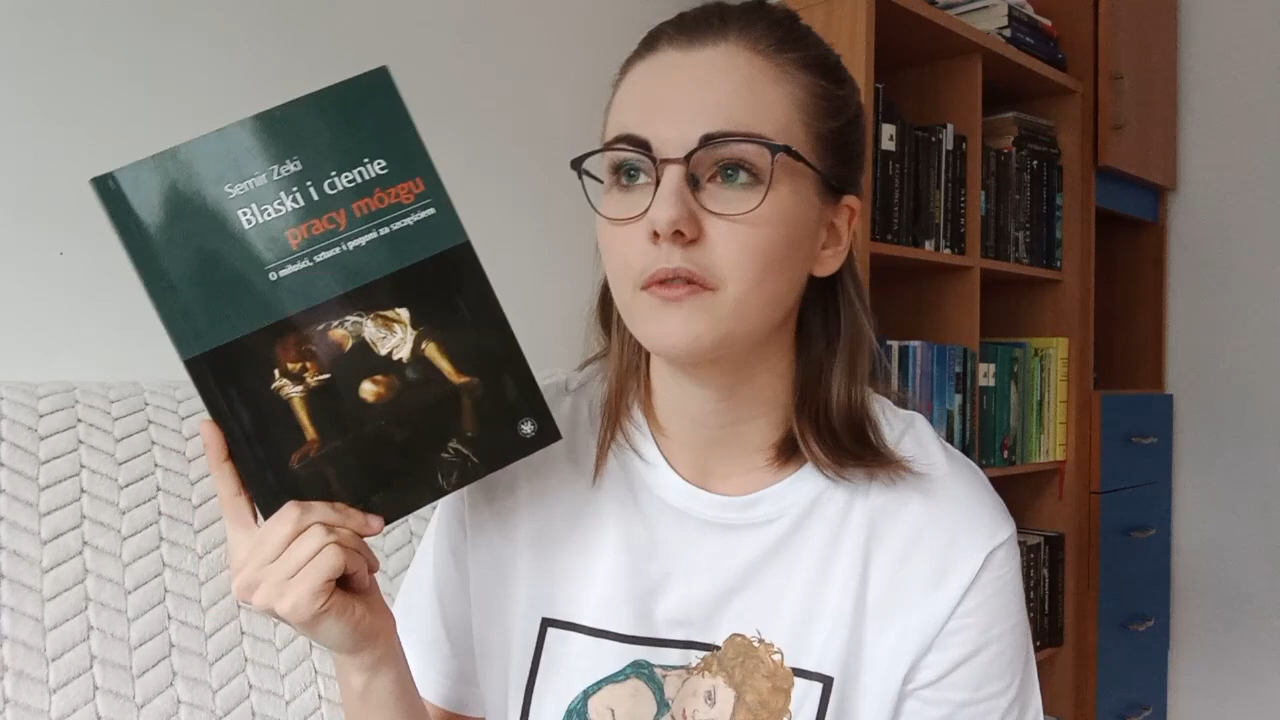 Semir Zeki
Blaski i cienie
pracy mózgu
O miłości, sztuce i pogoni za szczęściem